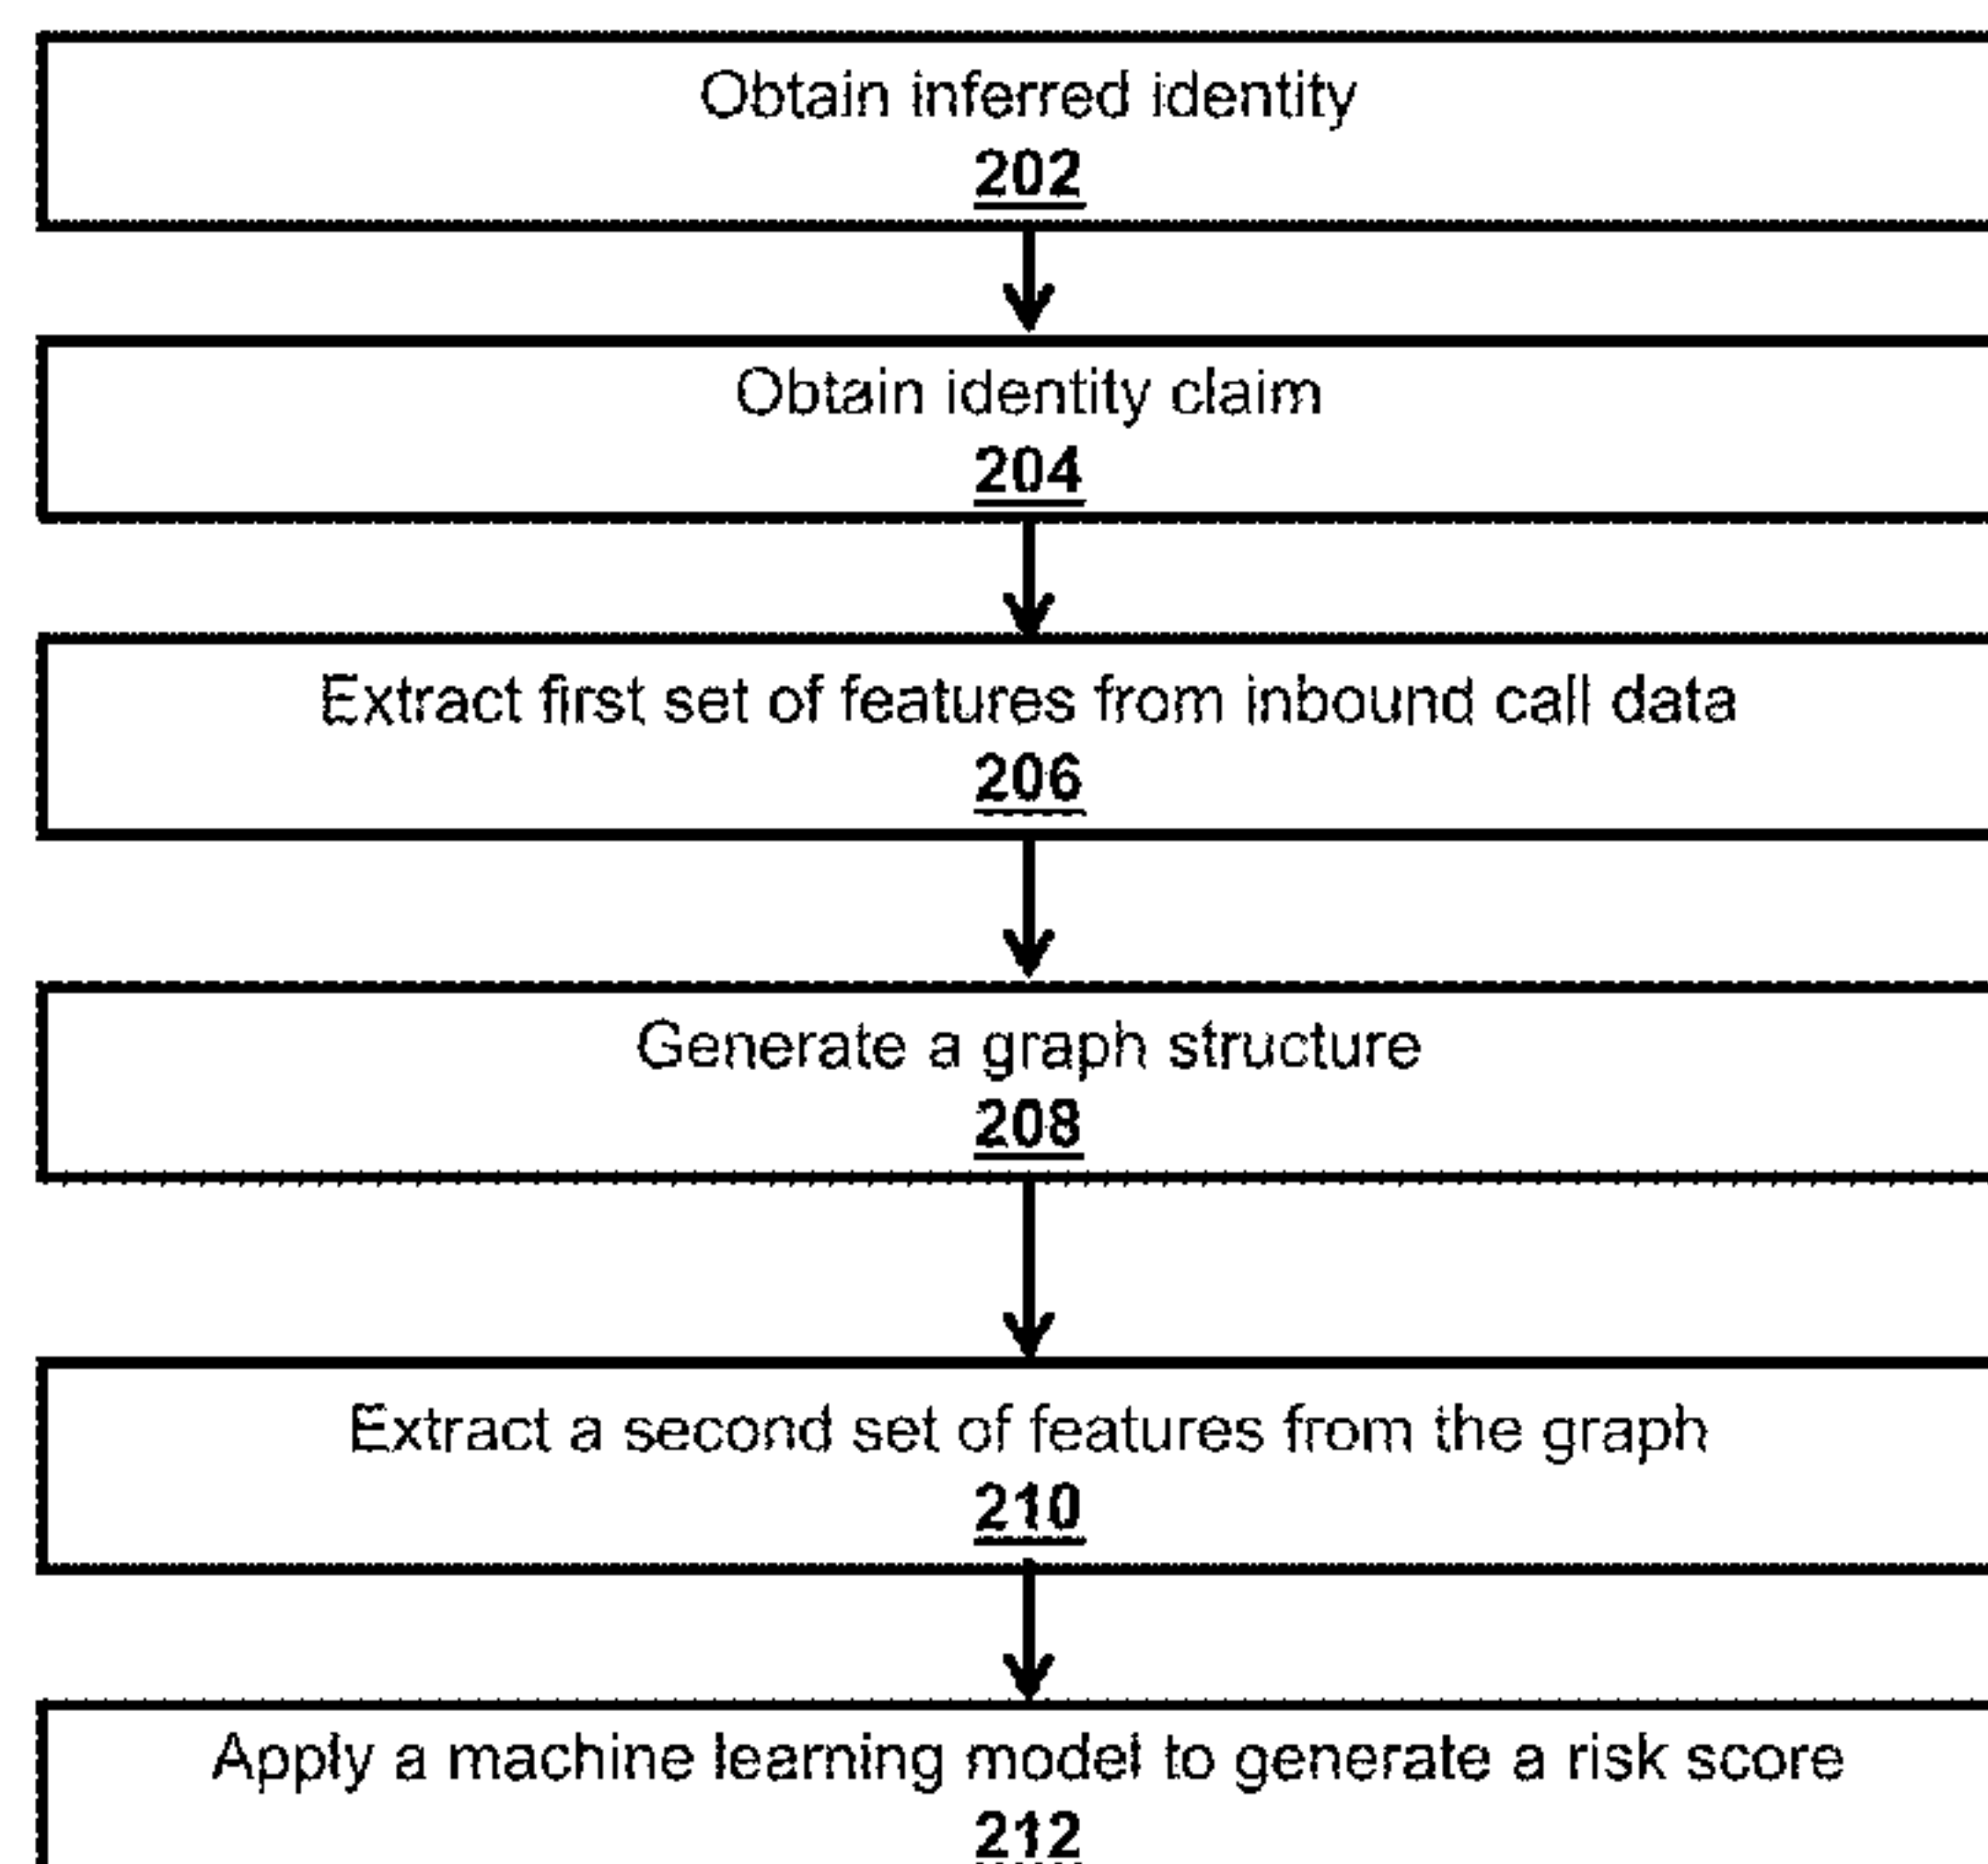 Obtain inferred identity
202
Obtain identity claim
204
Extract first set of features from inbound call data
206
Generate a graph structure
208
Extract a second set of features from the graph
210
Apply a machine learning model to generate a risk score
212